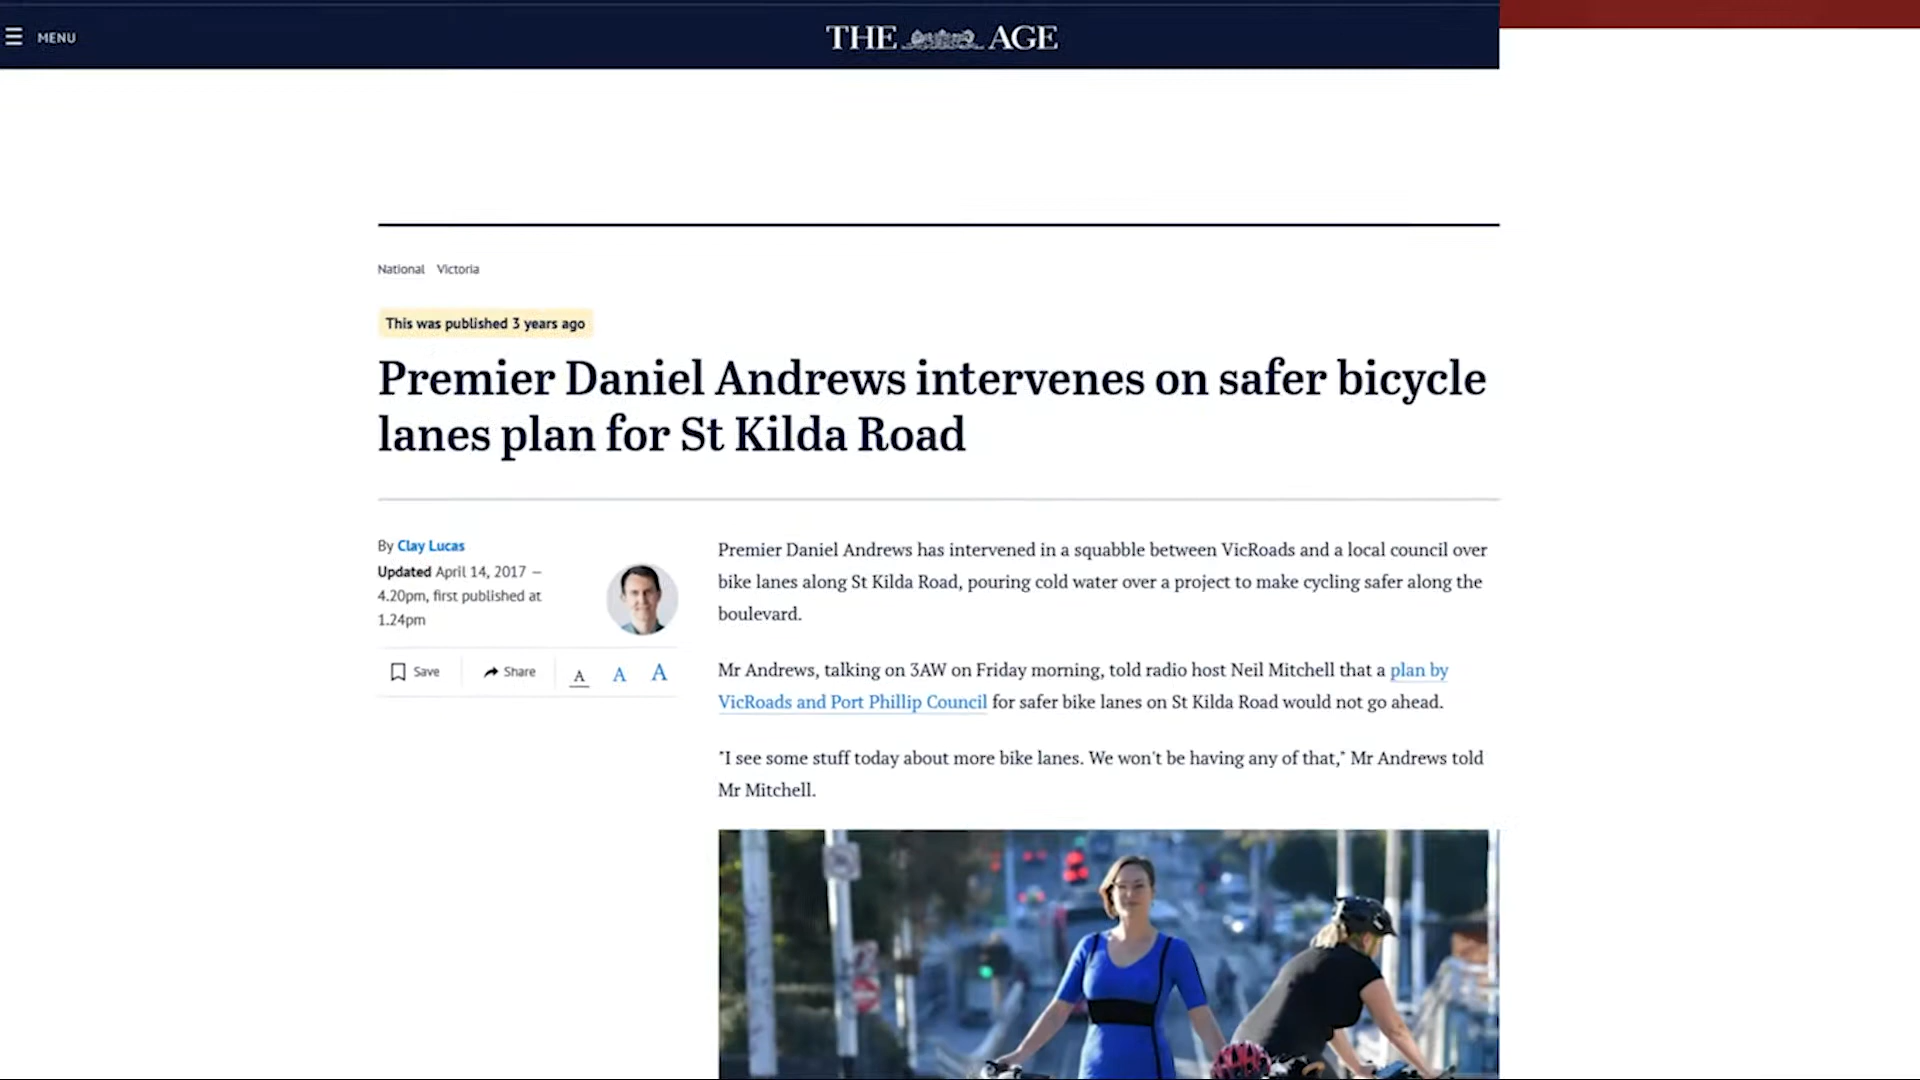 MENU
THE AGE
National Victoria
This was published 3 years ago
Premier Daniel Andrews intervenes on safer bicycle
lanes plan for St Kilda Road
By Clay Lucas
Updated April 14, 2017 —
4.20pm, first published at
1.24pm
Save
Share
A A A
Premier Daniel Andrews has intervened in a squabble between VicRoads and a local council over
bike lanes along St Kilda Road, pouring cold water over a project to make cycling safer along the
boulevard.
Mr Andrews, talking on 3AW on Friday morning, told radio host Neil Mitchell that a plan by
VicRoads and Port Phillip Council for safer bike lanes on St Kilda Road would not go ahead.
"I see some stuff today about more bike lanes. We won't be having any of that," Mr Andrews told
Mr Mitchell.